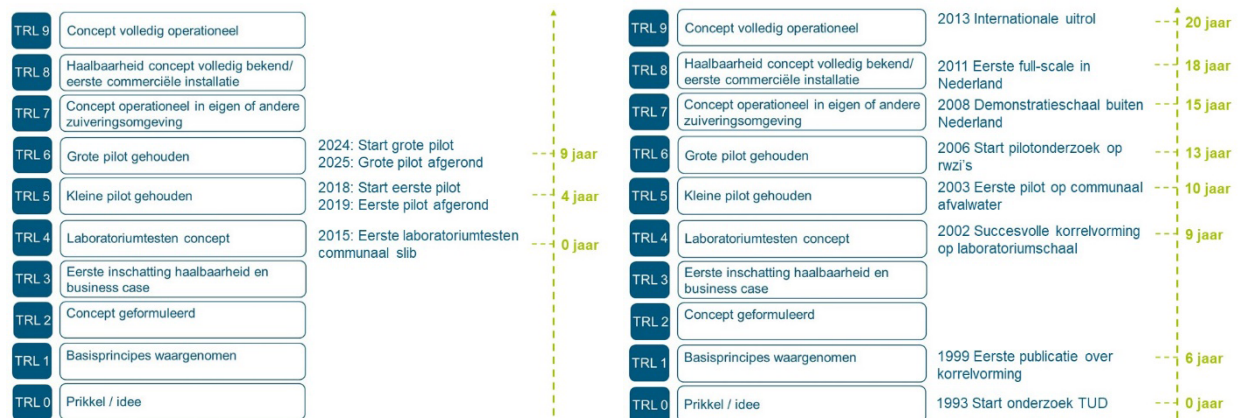 TRL 9
Concept volledig operationeel
TRL 8
Haalbaarheid concept volledig bekend/
eerste commerciële installatie
TRL 7
Concept operationeel in eigen of andere
zuiveringsomgeving
TRL 6
Grote pilot gehouden
2024: Start grote pilot
2025: Grote pilot afgerond
9 jaar
TRL 5
Kleine pilot gehouden
2018: Start eerste pilot
2019: Eerste pilot afgerond
4 jaar
TRL 4
Laboratoriumtesten concept
2015: Eerste laboratoriumtesten
communaal slib
0 jaar
TRL 3
Eerste inschatting haalbaarheid en
business case
TRL 2
Concept geformuleerd
TRL 1
Basisprincipes waargenomen
TRL 0
Prikkel / idee
TRL 9
Concept volledig operationeel
2013 Internationale uitrol
20 jaar
TRL 8
Haalbaarheid concept volledig bekend/
eerste commerciële installatie
2011 Eerste full-scale in
Nederland
18 jaar
TRL 7
Concept operationeel in eigen of andere
zuiveringsomgeving
2008 Demonstratieschaal buiten
Nederland
15 jaar
TRL 6
Grote pilot gehouden
2006 Start pilotonderzoek op
rwzi's
13 jaar
TRL 5
Kleine pilot gehouden
2003 Eerste pilot op communaal
afvalwater
10 jaar
TRL 4
Laboratoriumtesten concept
2002 Succesvolle korrelvorming
op laboratoriumschaal
9 jaar
TRL 3
Eerste inschatting haalbaarheid en
business case
TRL 2
Concept geformuleerd
TRL 1
Basisprincipes waargenomen
1999 Eerste publicatie over
korrelvorming
6 jaar
TRL 0
Prikkel / idee
1993 Start onderzoek TUD
0 jaar